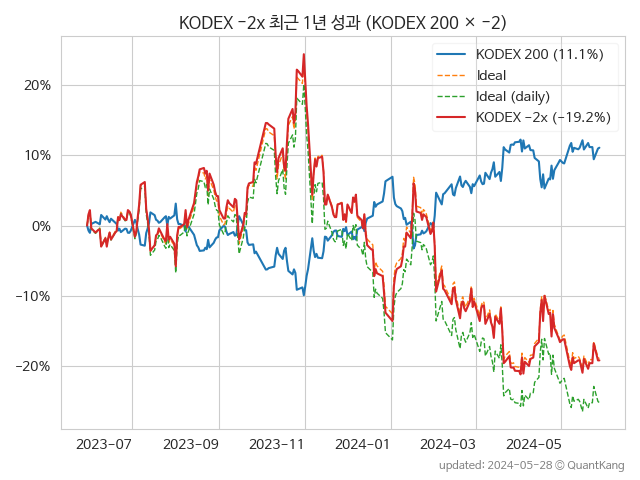 KODEX −2x 최근 1년 성과 (KODEX 200 × −2)
KODEX 200 (11.1%)
Ideal
Ideal (daily)
KODEX −2x (−19.2%)
20%
10%
0%
−10%
−20%
2023−07
2023−09
2023−11
2024−01
2024−03
2024−05
updated: 2024−05−28 © QuantKang